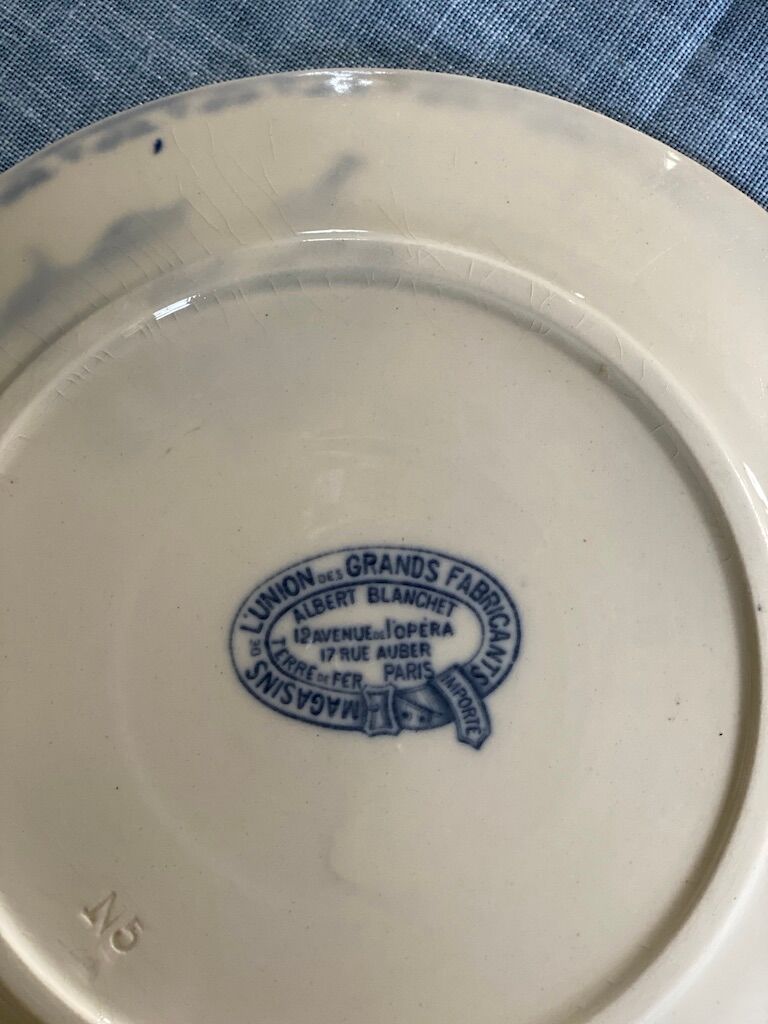 MAGASINS DE L'UNION DES GRANDS FABRICANTS
IMPORTÉ
ALBERT BLANCHET
12 AVENUE DE L'OPÉRA
17 RUE AUBER
TERRE DE FER PARIS
N5